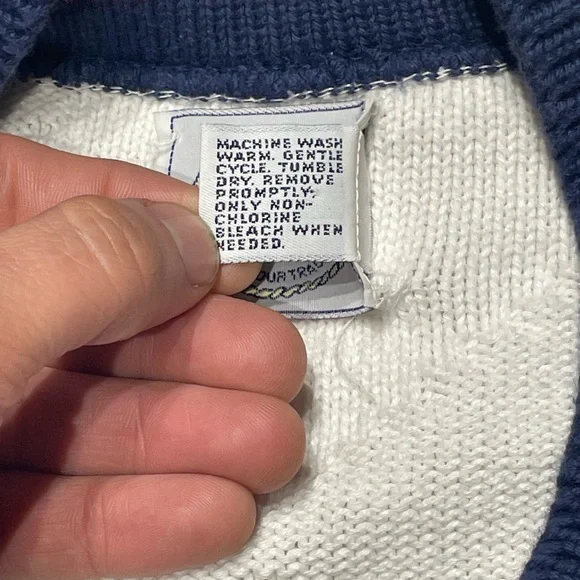 MACHINE WASH
WARM. GENTLE
CYCLE. TUMBLE
DRY. REMOVE
PROMPTLY.
ONLY NON-
CHLORINE
BLEACH WHEN
NEEDED.